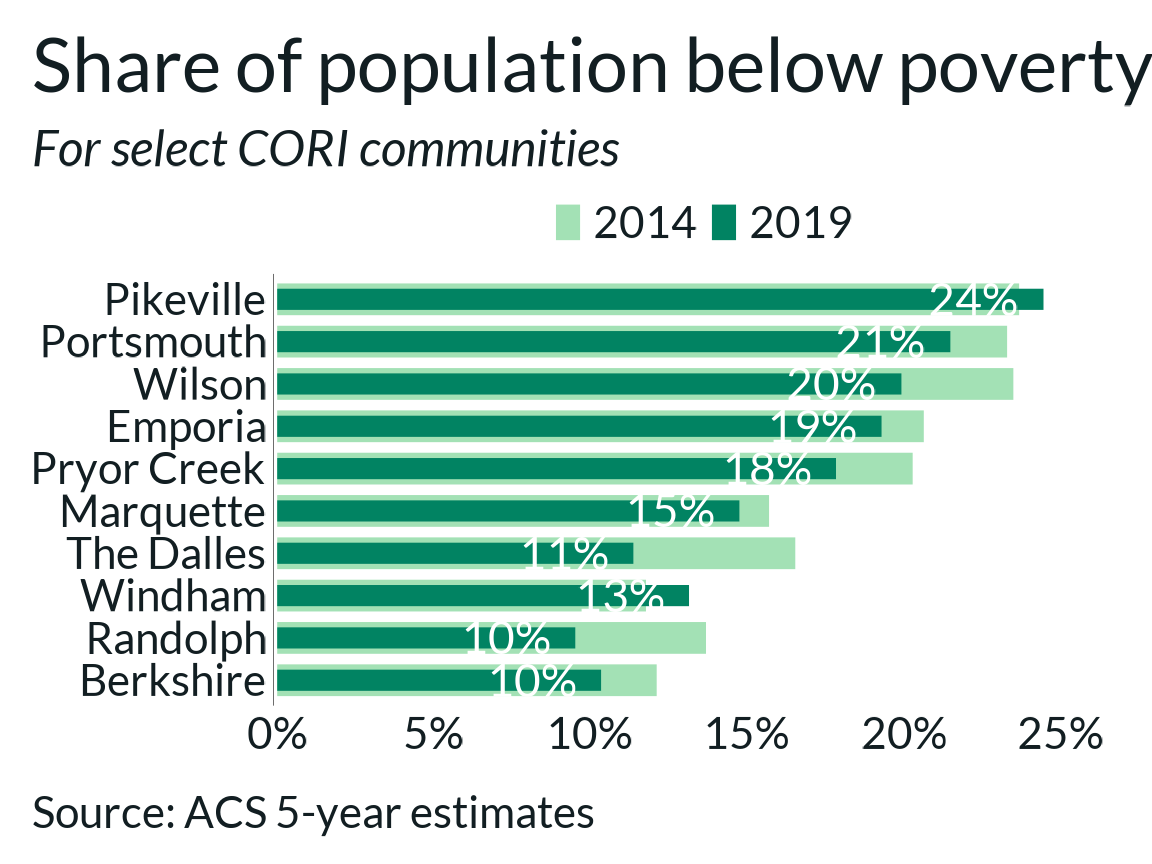 Share of population below poverty
For select CORI communities
2014 2019
Pikeville 24%
Portsmouth 21%
Wilson 20%
Emporia 19%
Pryor Creek 18%
Marquette 15%
The Dalles 11%
Windham 13%
Randolph 10%
Berkshire 10%
0% 5% 10% 15% 20% 25%
Source: ACS 5-year estimates